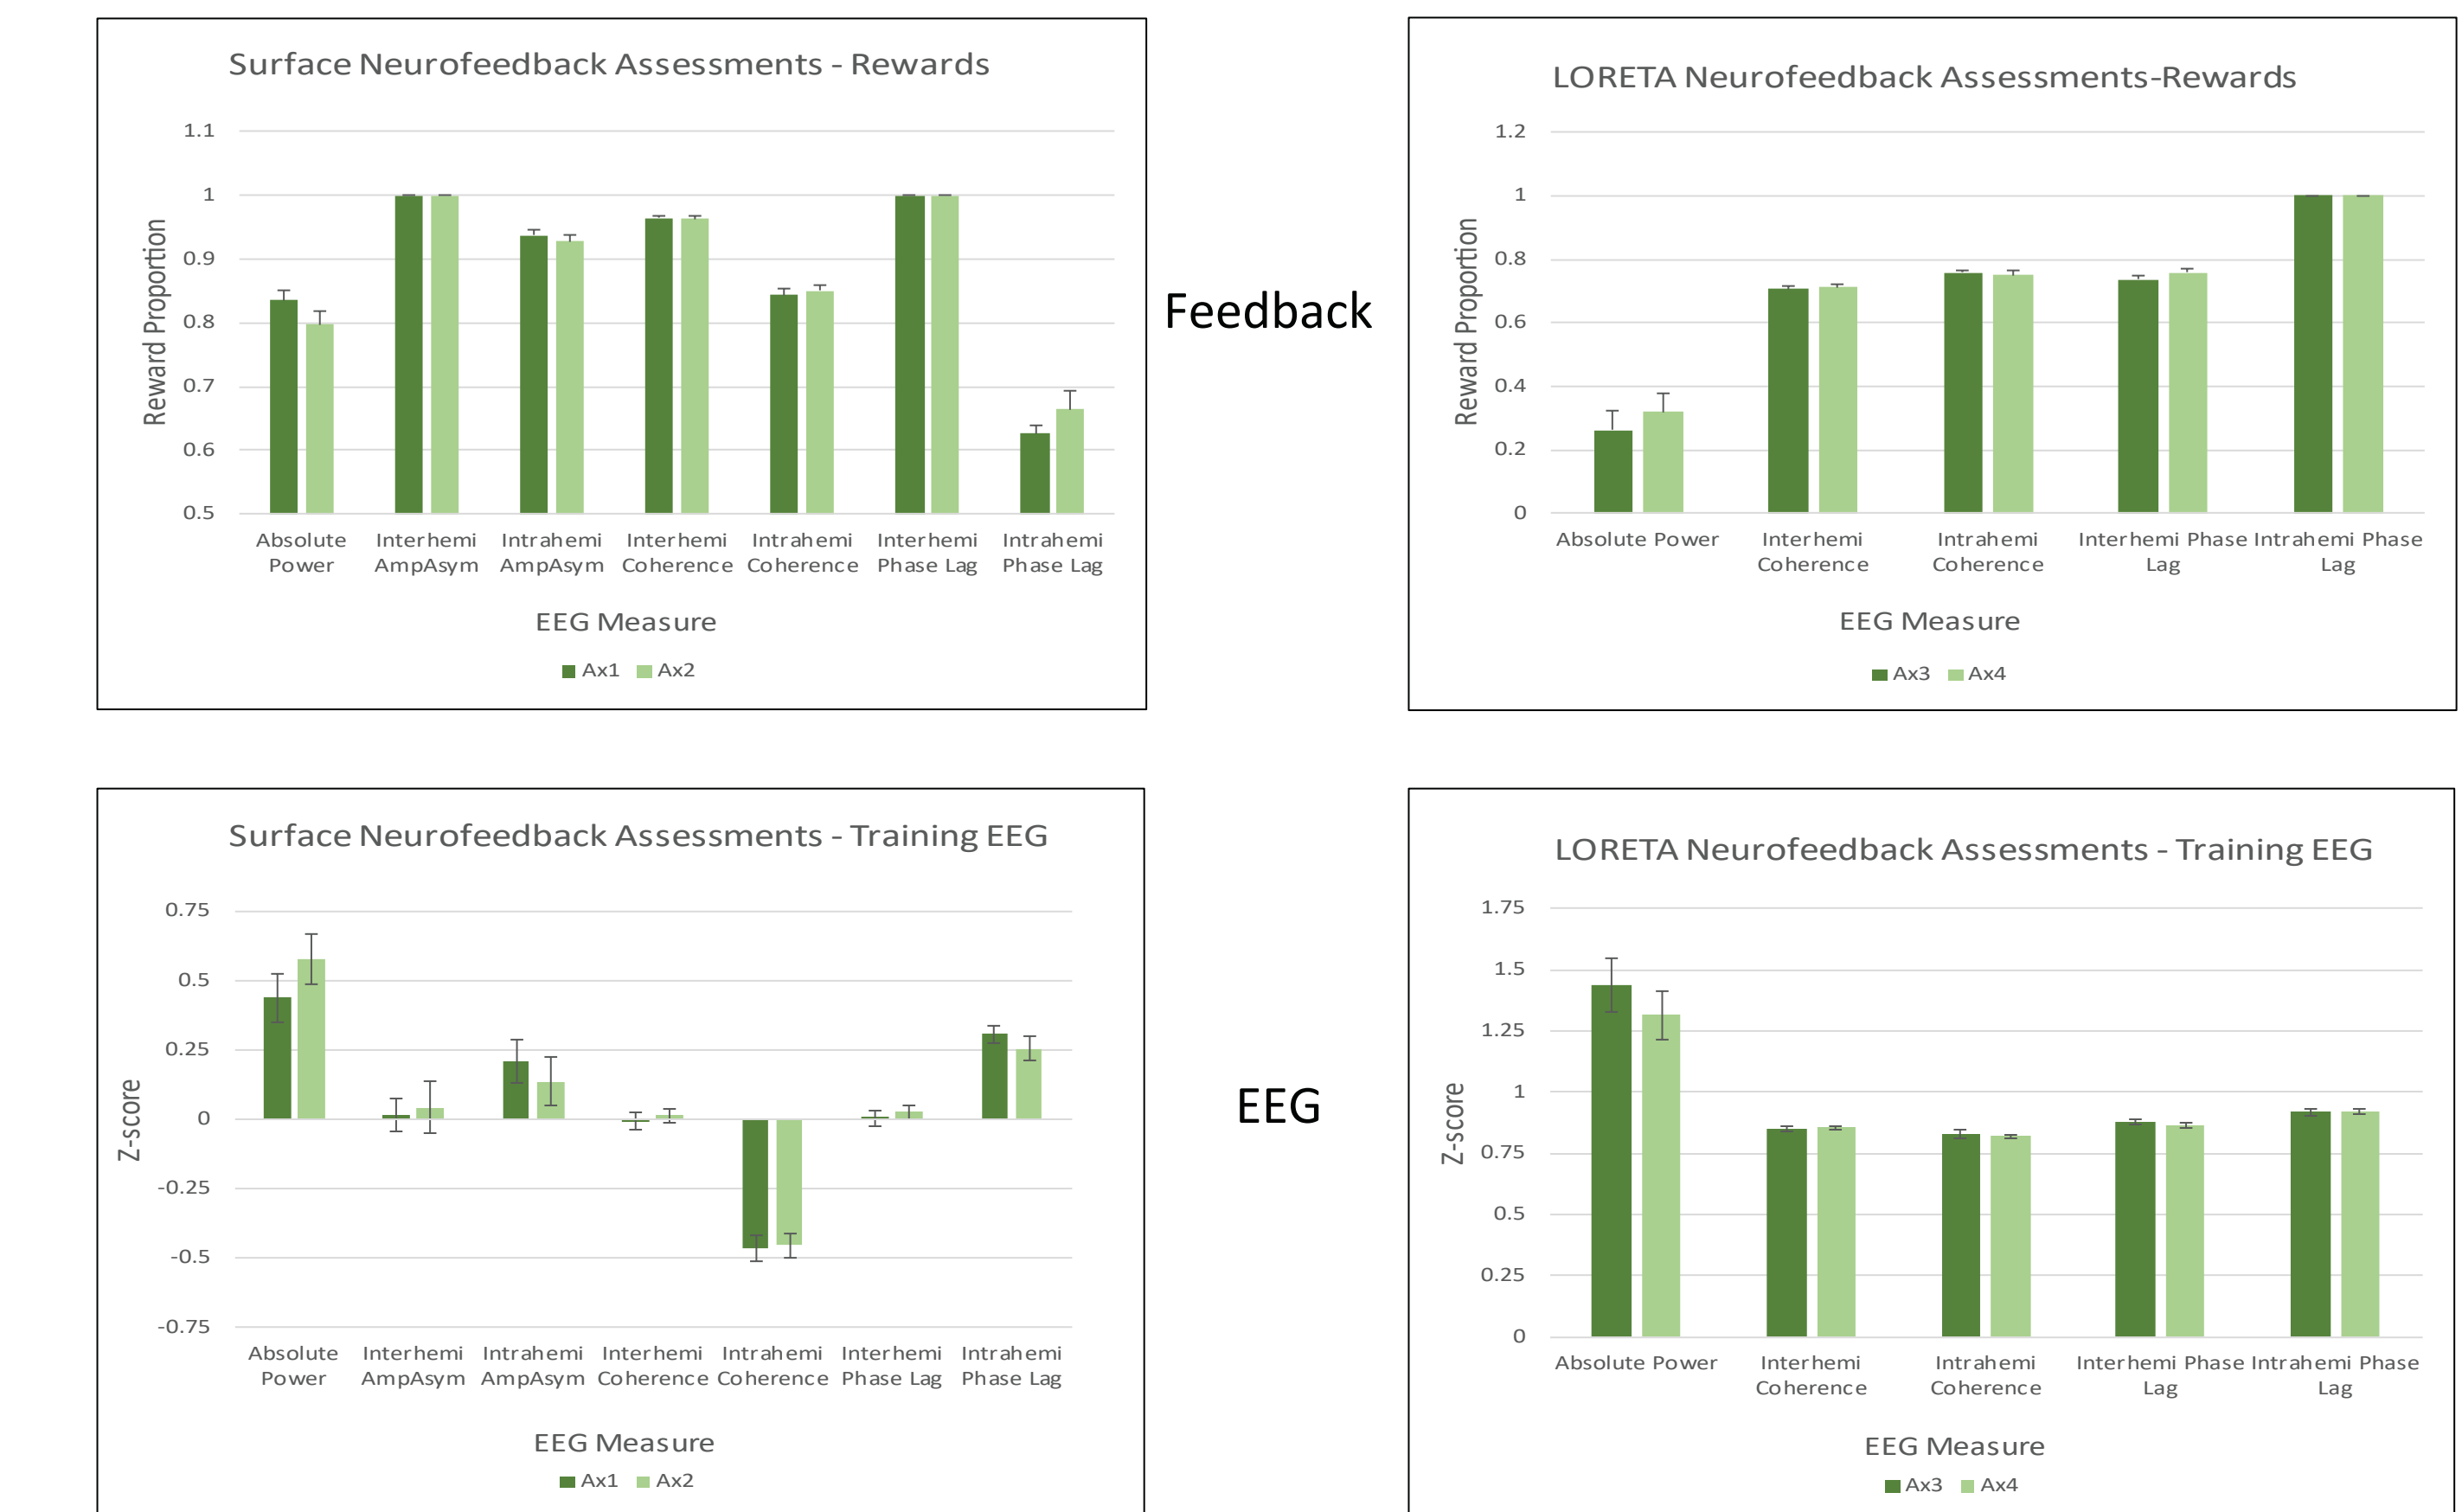 Surface Neurofeedback Assessments - Rewards
1.1
1
0.9
0.8
0.7
0.6
0.5
Reward Proportion
Absolute Power
Interhemi AmpAsym
Intrahemi AmpAsym
Interhemi Coherence
Intrahemi Coherence
Interhemi Phase Lag
Intrahemi Phase Lag
EEG Measure
Ax1 Ax2
Feedback
LORETA Neurofeedback Assessments-Rewards
1.2
1
0.8
0.6
0.4
0.2
0
Reward Proportion
Absolute Power
Interhemi Coherence
Intrahemi Coherence
Interhemi Phase Lag
Intrahemi Phase Lag
EEG Measure
Ax3 Ax4
Surface Neurofeedback Assessments - Training EEG
0.75
0.5
0.25
0
-0.25
-0.5
-0.75
Z-score
Absolute Power
Interhemi AmpAsym
Intrahemi AmpAsym
Interhemi Coherence
Intrahemi Coherence
Interhemi Phase Lag
Intrahemi Phase Lag
EEG Measure
Ax1 Ax2
EEG
LORETA Neurofeedback Assessments - Training EEG
1.75
1.5
1.25
1
0.75
0.5
0.25
0
Z-score
Absolute Power
Interhemi Coherence
Intrahemi Coherence
Interhemi Phase Lag
Intrahemi Phase Lag
EEG Measure
Ax3 Ax4